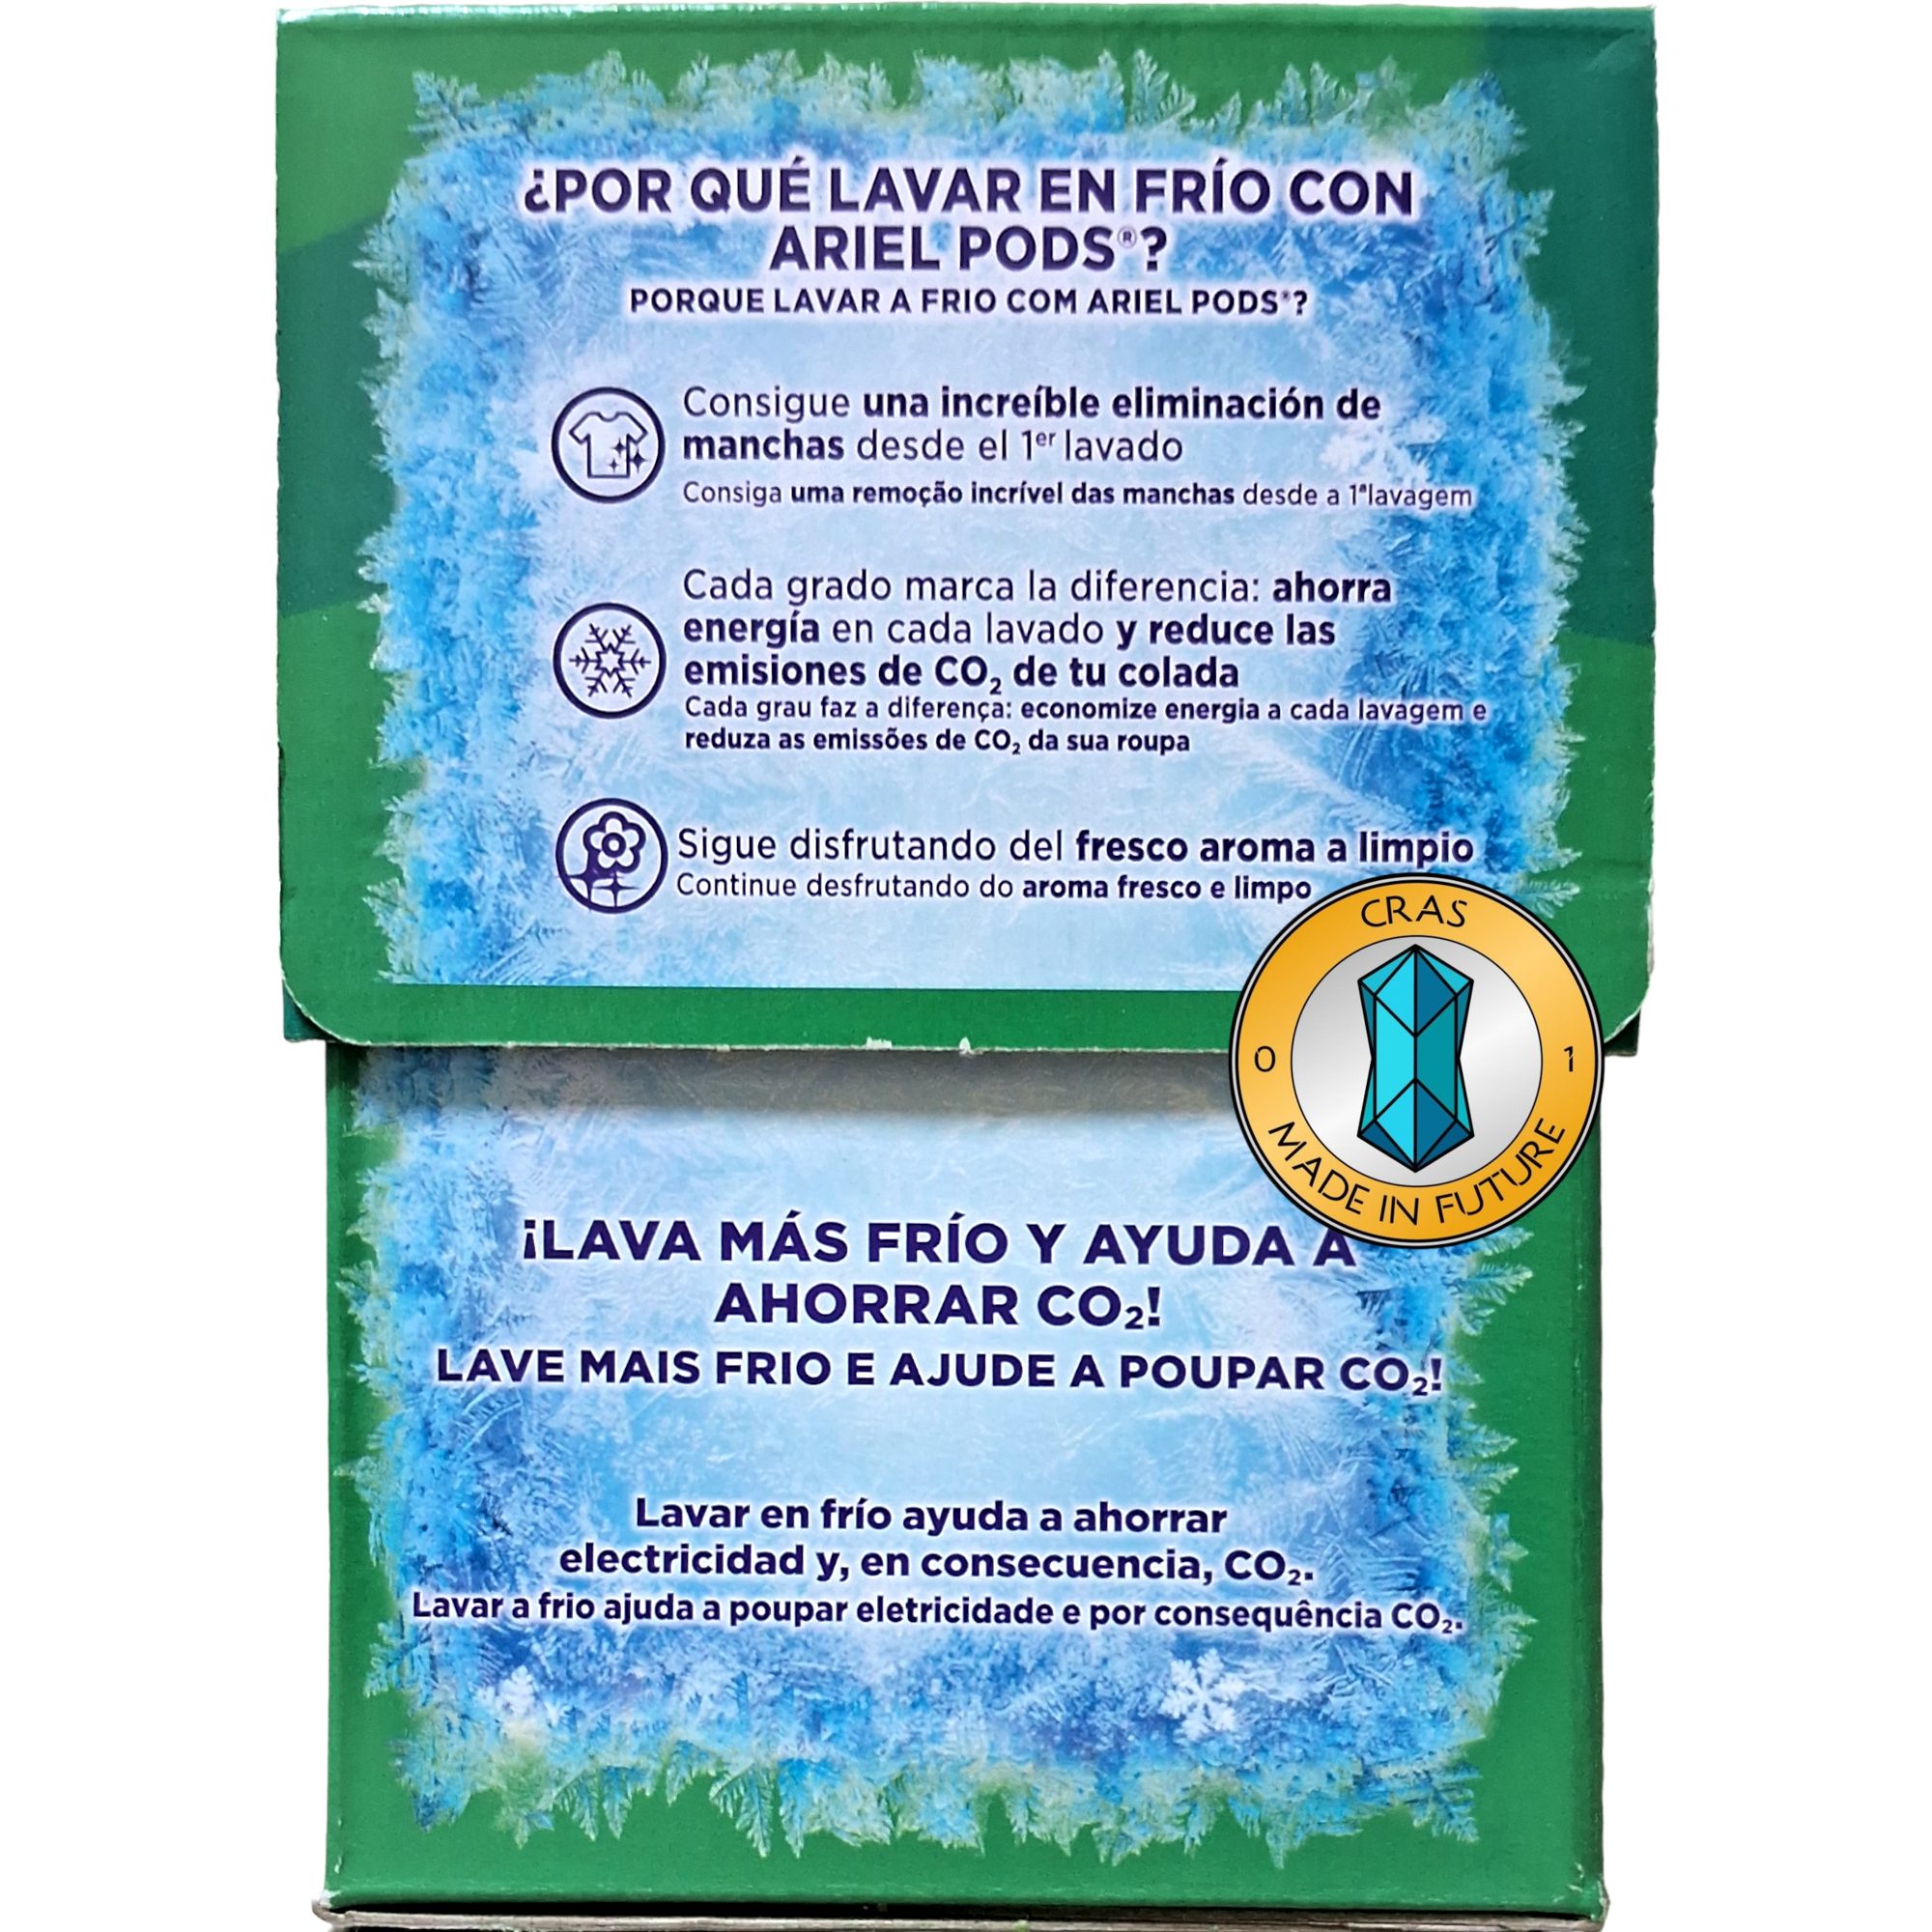 ¿POR QUÉ LAVAR EN FRÍO CON
ARIEL PODS®?
PORQUE LAVAR A FRIO COM ARIEL PODS®?
Consigue una increíble eliminación de
manchas desde el 1er lavado
Consiga uma remoção incrível das manchas desde a 1ªlavagem
Cada grado marca la diferencia: ahorra
energía en cada lavado y reduce las
emisiones de CO₂ de tu colada
Cada grau faz a diferença: economize energia a cada lavagem e
reduza as emissões de CO₂ da sua roupa
Sigue disfrutando del fresco aroma a limpio
Continue desfrutando do aroma fresco e limpo
CRAS
0 1
MADE IN FUTURE
¡LAVA MÁS FRÍO Y AYUDA A
AHORRAR CO₂!
LAVE MAIS FRIO E AJUDE A POUPAR CO₂!
Lavar en frío ayuda a ahorrar
electricidad y, en consecuencia, CO₂.
Lavar a frio ajuda a poupar eletricidade e por consequência CO₂.